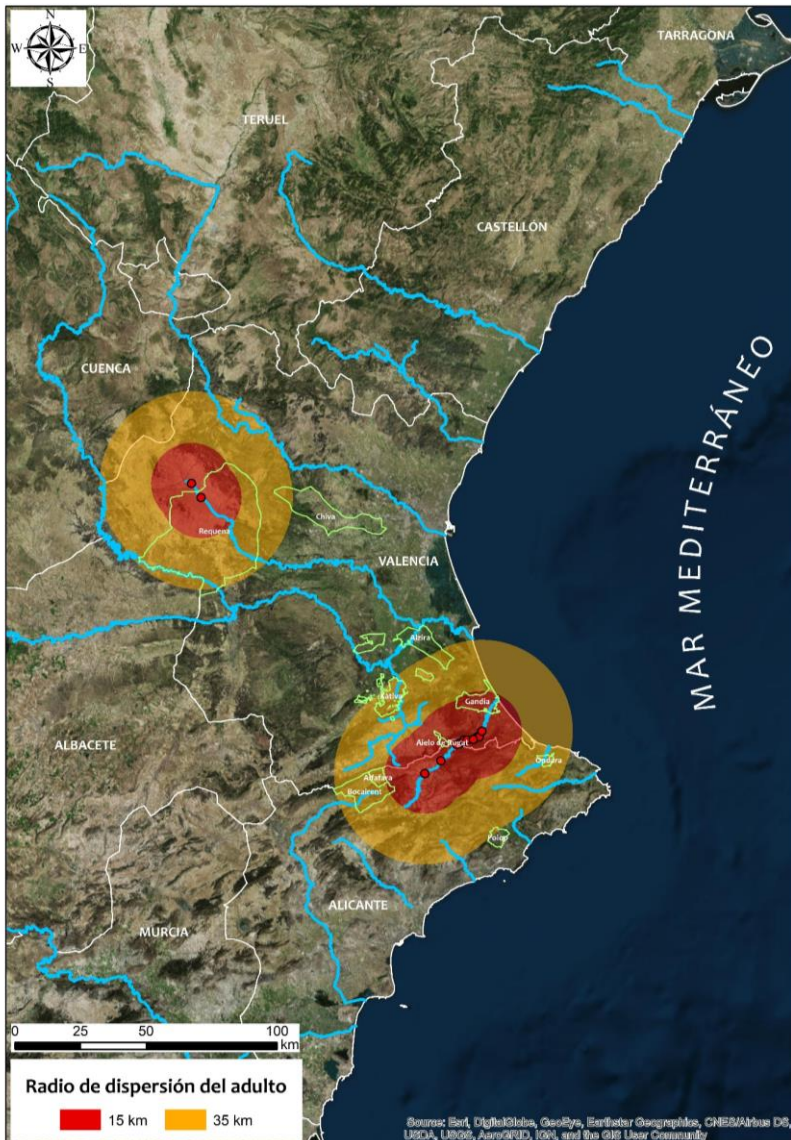 N
W
E
S
TARRAGONA
TERUEL
CASTELLÓN
CUENCA
MAR MEDITERRÁNEO
Chiva
Requena
VALENCIA
Alzira
Xàtiva
Gandía
ALBACETE
Aielo de Rugat
Ondara
Alfafara
Bocairent
Polop
ALICANTE
MURCIA
0 25 50 100
km
Radio de dispersión del adulto
15 km 35 km
Source: Esri, DigitalGlobe, GeoEye, Earthstar Geographics, CNES/Airbus DS,
USDA, USGS, AeroGRID, IGN, and the GIS User Community